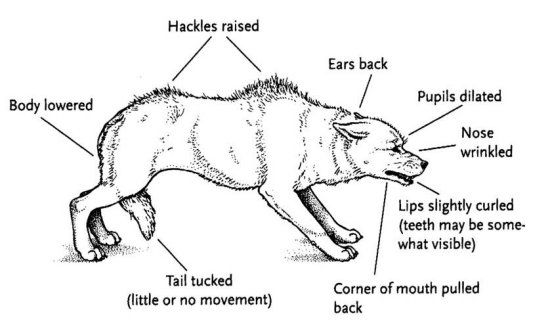 Hackles raised
Ears back
Pupils dilated
Body lowered
Nose
wrinkled
Lips slightly curled
(teeth may be some-
what visible)
Tail tucked
(little or no movement)
Corner of mouth pulled
back